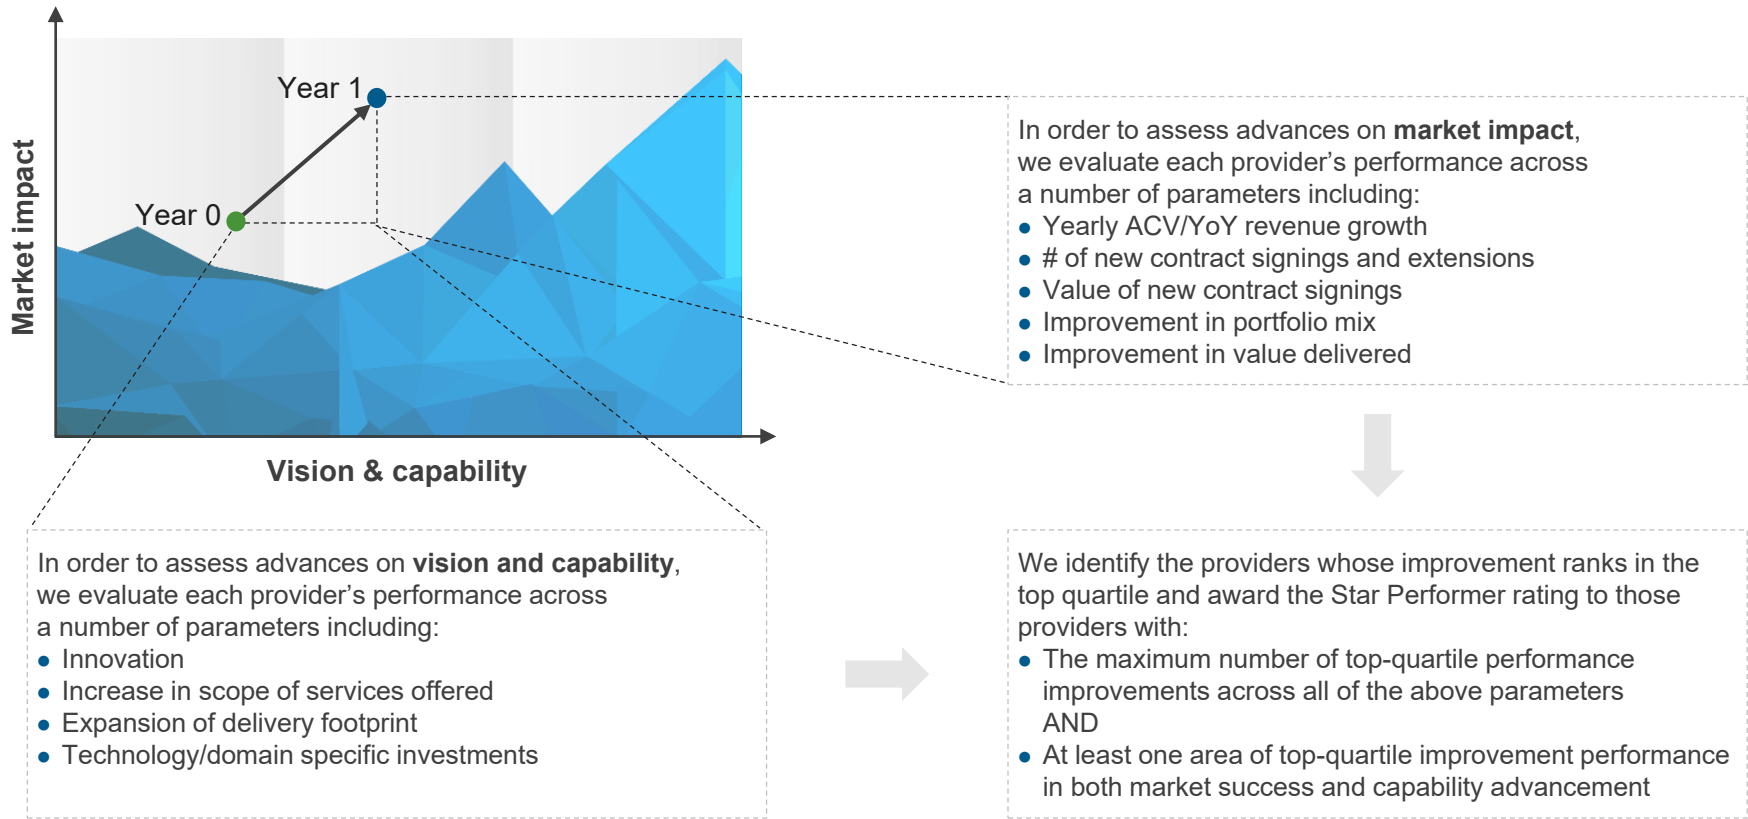 Year 1
Year 0
Market impact
Vision & capability
In order to assess advances on market impact,
we evaluate each provider’s performance across
a number of parameters including:
● Yearly ACV/YoY revenue growth
● # of new contract signings and extensions
● Value of new contract signings
● Improvement in portfolio mix
● Improvement in value delivered
In order to assess advances on vision and capability,
we evaluate each provider’s performance across
a number of parameters including:
● Innovation
● Increase in scope of services offered
● Expansion of delivery footprint
● Technology/domain specific investments
We identify the providers whose improvement ranks in the
top quartile and award the Star Performer rating to those
providers with:
● The maximum number of top-quartile performance
improvements across all of the above parameters
AND
● At least one area of top-quartile improvement performance
in both market success and capability advancement